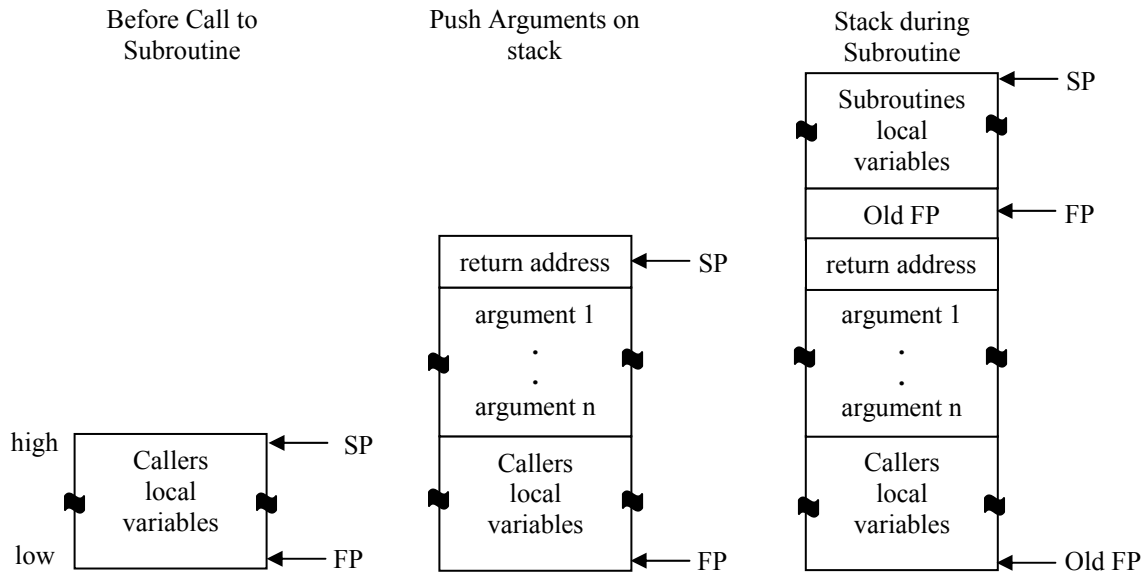 Before Call to
Subroutine
high
SP
Callers
local
variables
low
FP
Push Arguments on
stack
return address
SP
argument 1
.
.
argument n
Callers
local
variables
FP
Stack during
Subroutine
SP
Subroutines
local
variables
Old FP
FP
return address
argument 1
.
.
argument n
Callers
local
variables
Old FP